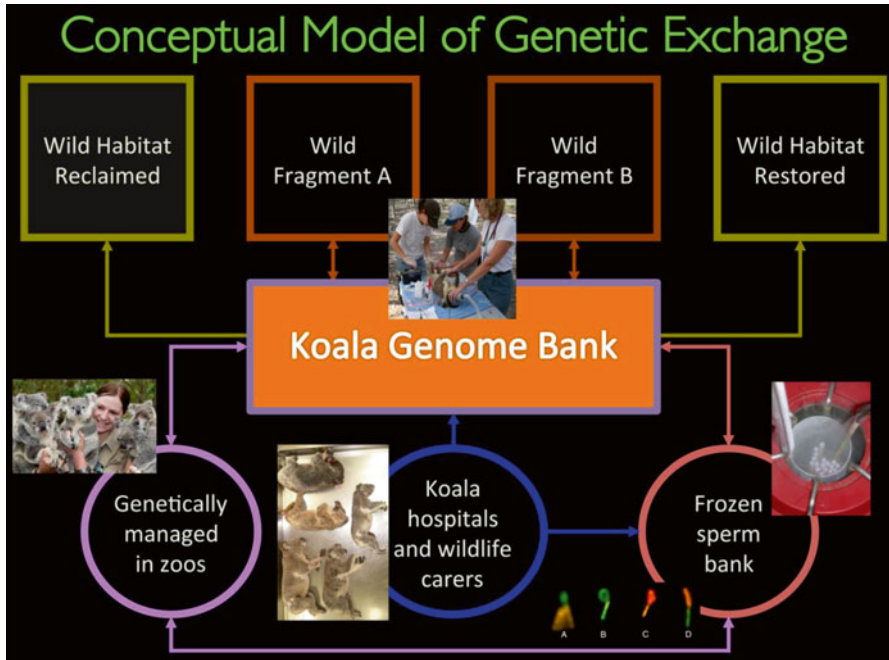 Conceptual Model of Genetic Exchange
Wild Habitat
Reclaimed
Wild
Fragment A
Wild
Fragment B
Wild Habitat
Restored
Koala Genome Bank
Genetically
managed
in zoos
Koala
hospitals
and wildlife
carers
Frozen
sperm
bank
A B C D